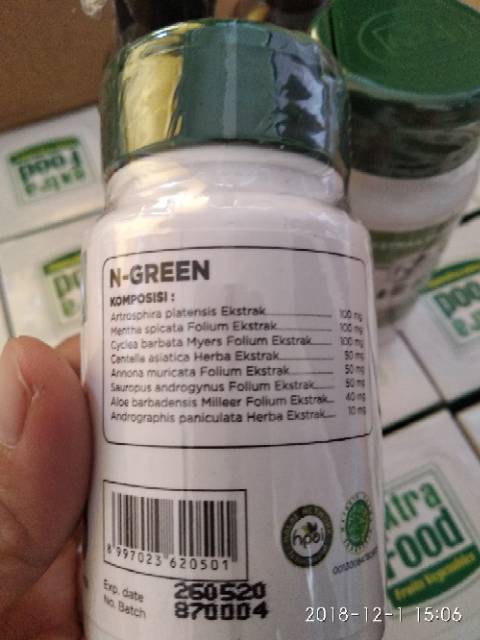 N-GREEN
KOMPOSISI :
Artrosphira platensis Ekstrak 100 mg
Mentha spicata Folium Ekstrak 100 mg
Cyclea barbata Myers Folium Ekstrak 100 mg
Centella asiatica Herba Ekstrak 50 mg
Annona muricata Folium Ekstrak 50 mg
Sauropus androgynus Folium Ekstrak 50 mg
Aloe barbadensis Milleer Folium Ekstrak 40 mg
Andrographis paniculata Herba Ekstrak 10 mg
8 997023 620501
hpai
Exp. date 260520
No. Batch 870004
extra
Food
xtra
Food
Fruits Vegetables
2018-12-1 15:06